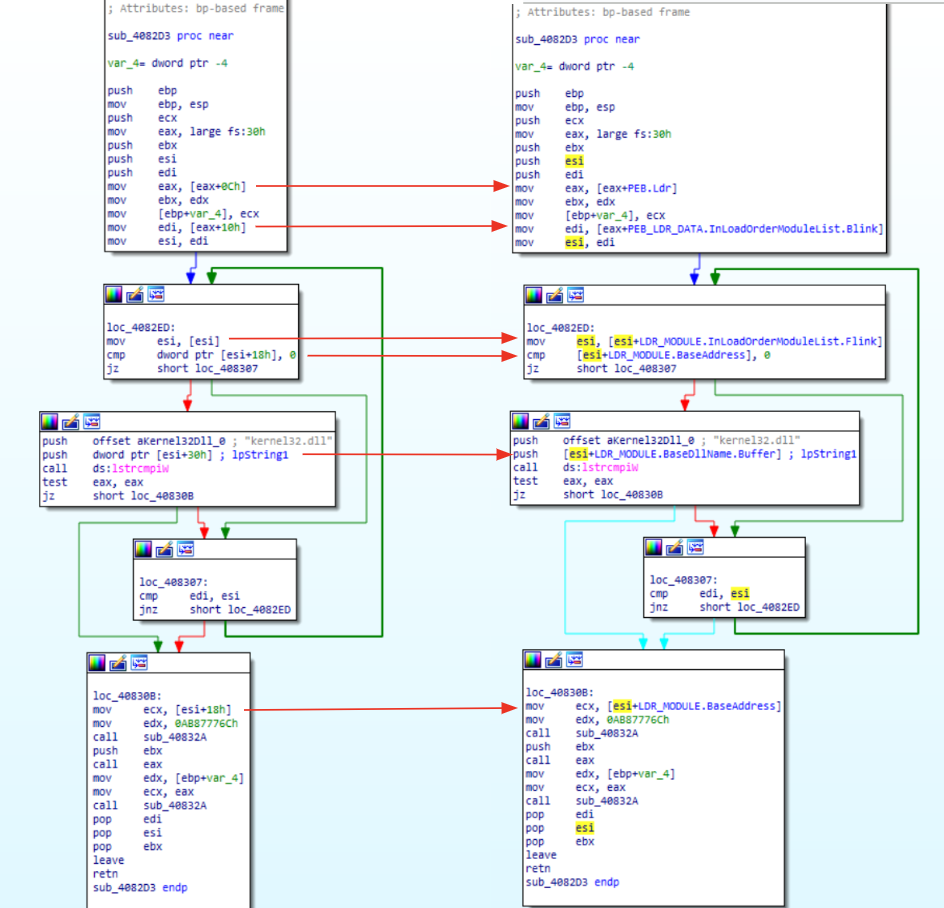 ; Attributes: bp-based frame
sub_4082D3 proc near
var_4= dword ptr -4
push ebp
mov ebp, esp
push ecx
mov eax, large fs:30h
push ebx
push esi
push edi
mov eax, [eax+0Ch]
mov ebx, edx
mov [ebp+var_4], ecx
mov edi, [eax+10h]
mov esi, edi
loc_4082ED:
mov esi, [esi]
cmp dword ptr [esi+18h], 0
jz short loc_408307
push offset aKernel32Dll_0 ; "kernel32.dll"
push dword ptr [esi+30h] ; lpString1
call ds:lstrcmpiW
test eax, eax
jz short loc_40830B
loc_408307:
cmp edi, esi
jnz short loc_4082ED
loc_40830B:
mov ecx, [esi+18h]
mov edx, 0AB87776Ch
call sub_40832A
push ebx
call eax
mov edx, [ebp+var_4]
mov ecx, eax
call sub_40832A
pop edi
pop esi
pop ebx
leave
retn
sub_4082D3 endp
; Attributes: bp-based frame
sub_4082D3 proc near
var_4= dword ptr -4
push ebp
mov ebp, esp
push ecx
mov eax, large fs:30h
push ebx
push esi
push edi
mov eax, [eax+PEB.Ldr]
mov ebx, edx
mov [ebp+var_4], ecx
mov edi, [eax+PEB_LDR_DATA.InLoadOrderModuleList.Blink]
mov esi, edi
loc_4082ED:
mov esi, [esi+LDR_MODULE.InLoadOrderModuleList.Flink]
cmp [esi+LDR_MODULE.BaseAddress], 0
jz short loc_408307
push offset aKernel32Dll_0 ; "kernel32.dll"
push [esi+LDR_MODULE.BaseDllName.Buffer] ; lpString1
call ds:lstrcmpiW
test eax, eax
jz short loc_40830B
loc_408307:
cmp edi, esi
jnz short loc_4082ED
loc_40830B:
mov ecx, [esi+LDR_MODULE.BaseAddress]
mov edx, 0AB87776Ch
call sub_40832A
push ebx
call eax
mov edx, [ebp+var_4]
mov ecx, eax
call sub_40832A
pop edi
pop esi
pop ebx
leave
retn
sub_4082D3 endp